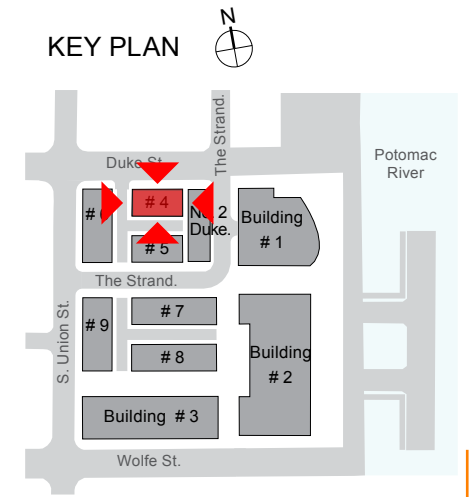 N
KEY PLAN
The Strand.
Duke St.
Potomac
River
# 4
No. 2
Duke.
Building
# 1
# 5
The Strand.
S. Union St.
# 7
# 9
# 8
Building
# 2
Building # 3
Wolfe St.